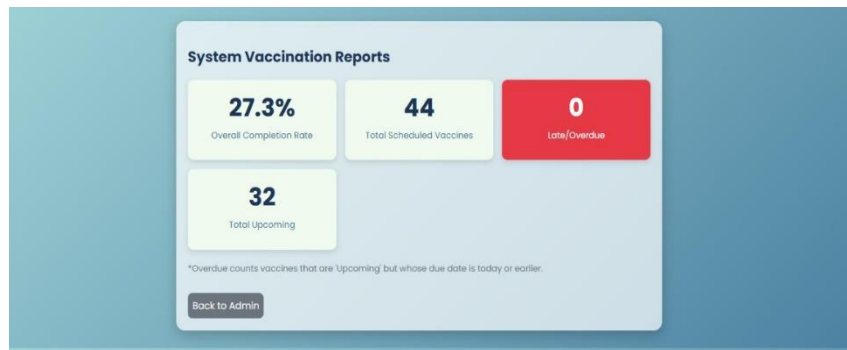 System Vaccination Reports
27.3%
Overall Completion Rate
44
Total Scheduled Vaccines
0
Late/Overdue
32
Total Upcoming
*Overdue counts vaccines that are 'Upcoming' but whose due date is today or earlier.
Back to Admin